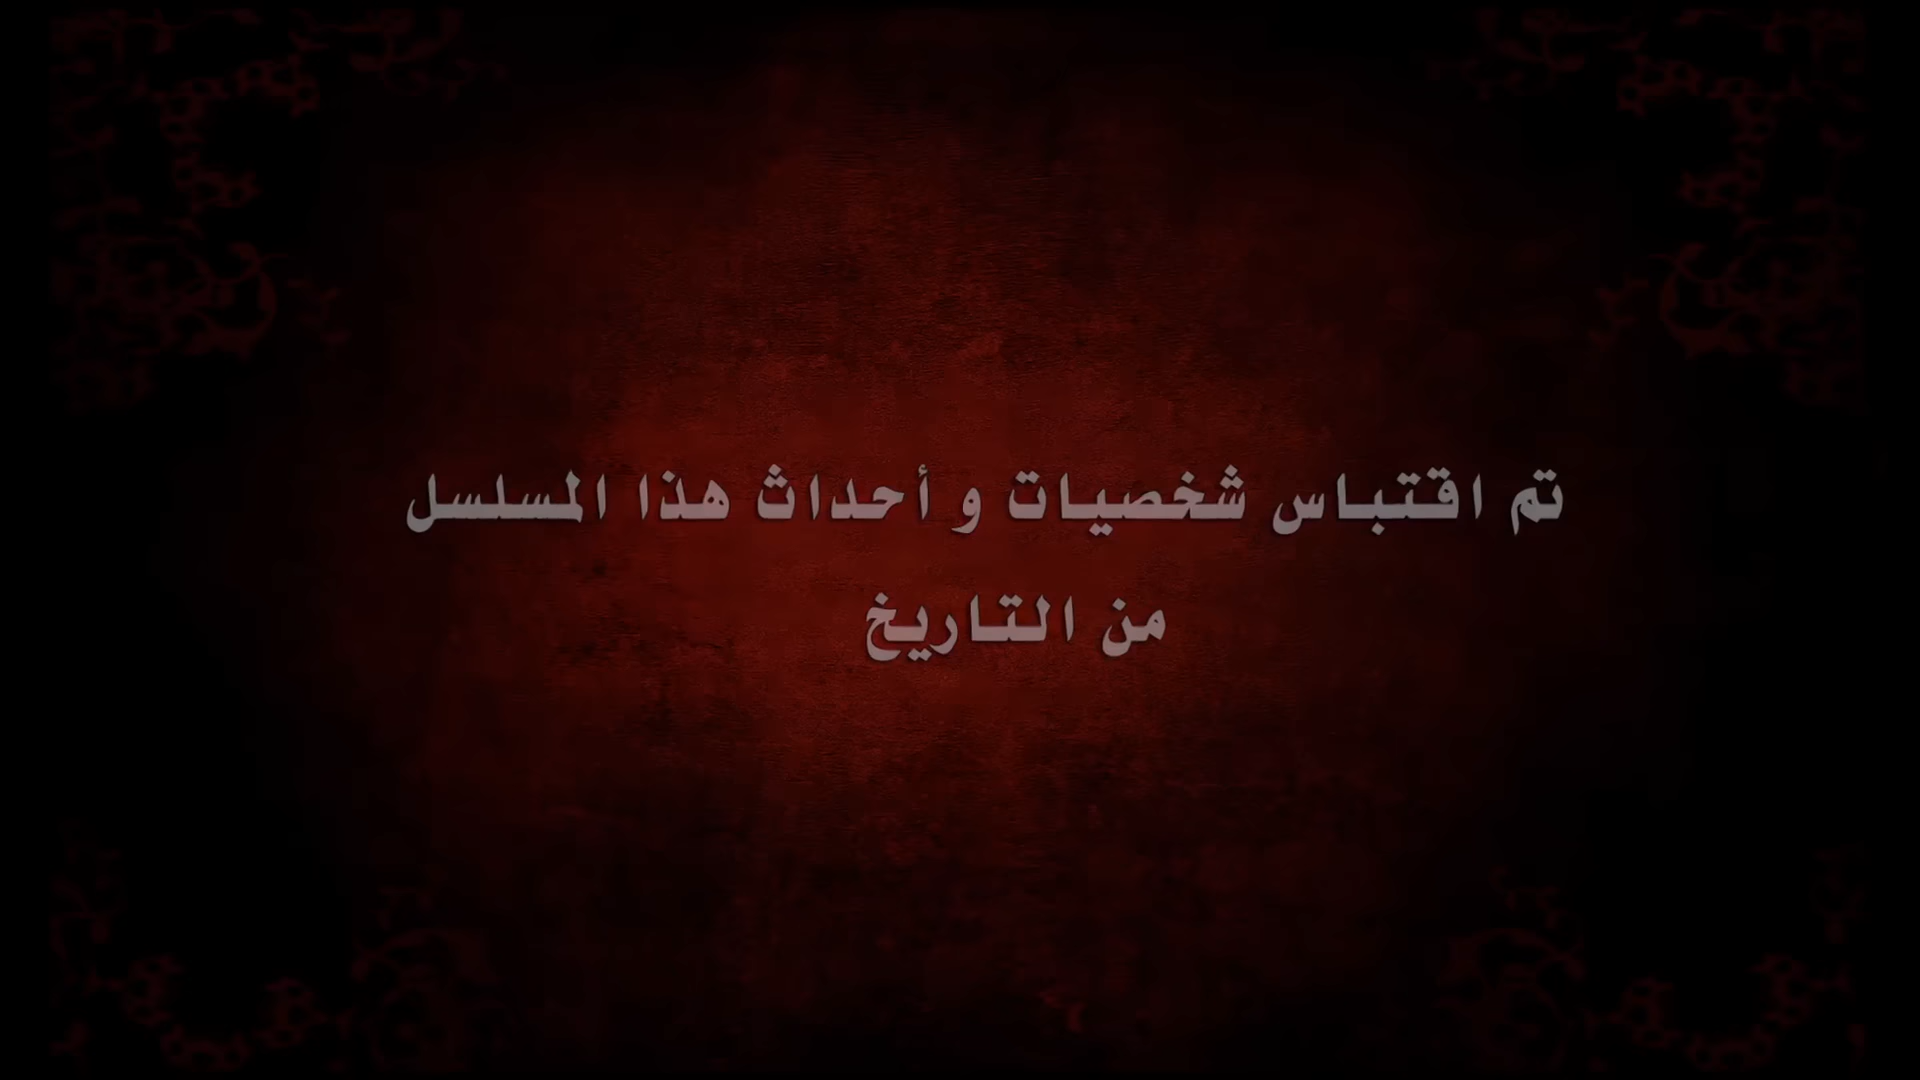 تم اقتباس شخصيات و أحداث هذا المسلسل
من التاريخ